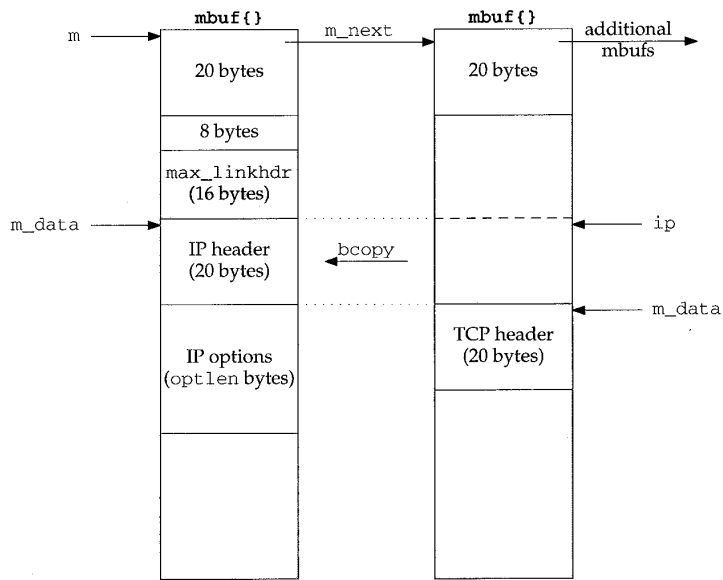 mbuf{}
mbuf{}
m
m_next
additional
mbufs
20 bytes
20 bytes
8 bytes
max_linkhdr
(16 bytes)
m_data
ip
IP header
(20 bytes)
bcopy
m_data
TCP header
(20 bytes)
IP options
(optlen bytes)